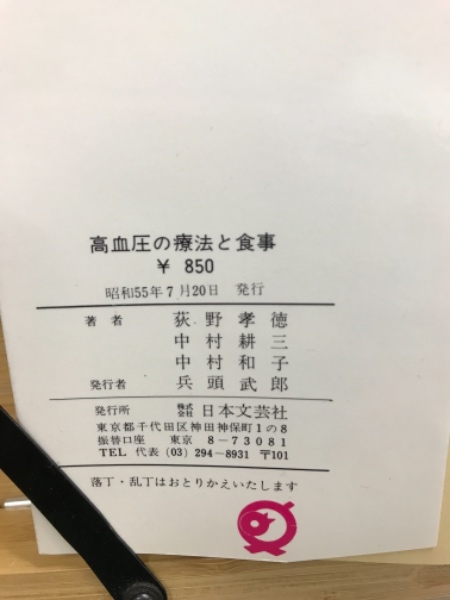 高血圧の療法と食事
¥ 850
昭和55年7月20日 発行
著者 荻野孝徳
中村耕三
中村和子
発行者 兵頭武郎
発行所 株式会社 日本文芸社
東京都千代田区神田神保町1の8
振替口座 東京 8-73081
TEL 代表 (03) 294-8931 〒101
落丁・乱丁はおとりかえいたします